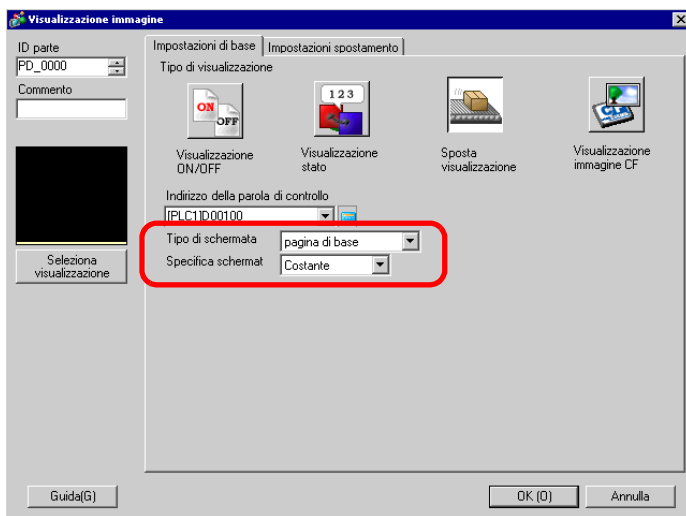 Visualizzazione immagine
ID parte
PD_0000
Commento
Seleziona
visualizzazione
Impostazioni di base
Impostazioni spostamento
Tipo di visualizzazione
ON
OFF
1 2 3
Visualizzazione
ON/OFF
Visualizzazione
stato
Sposta
visualizzazione
Visualizzazione
immagine CF
Indirizzo della parola di controllo
[PLC1]D00100
Tipo di schermata
pagina di base
Specifica schermat
Costante
Guida(G)
OK (O)
Annulla